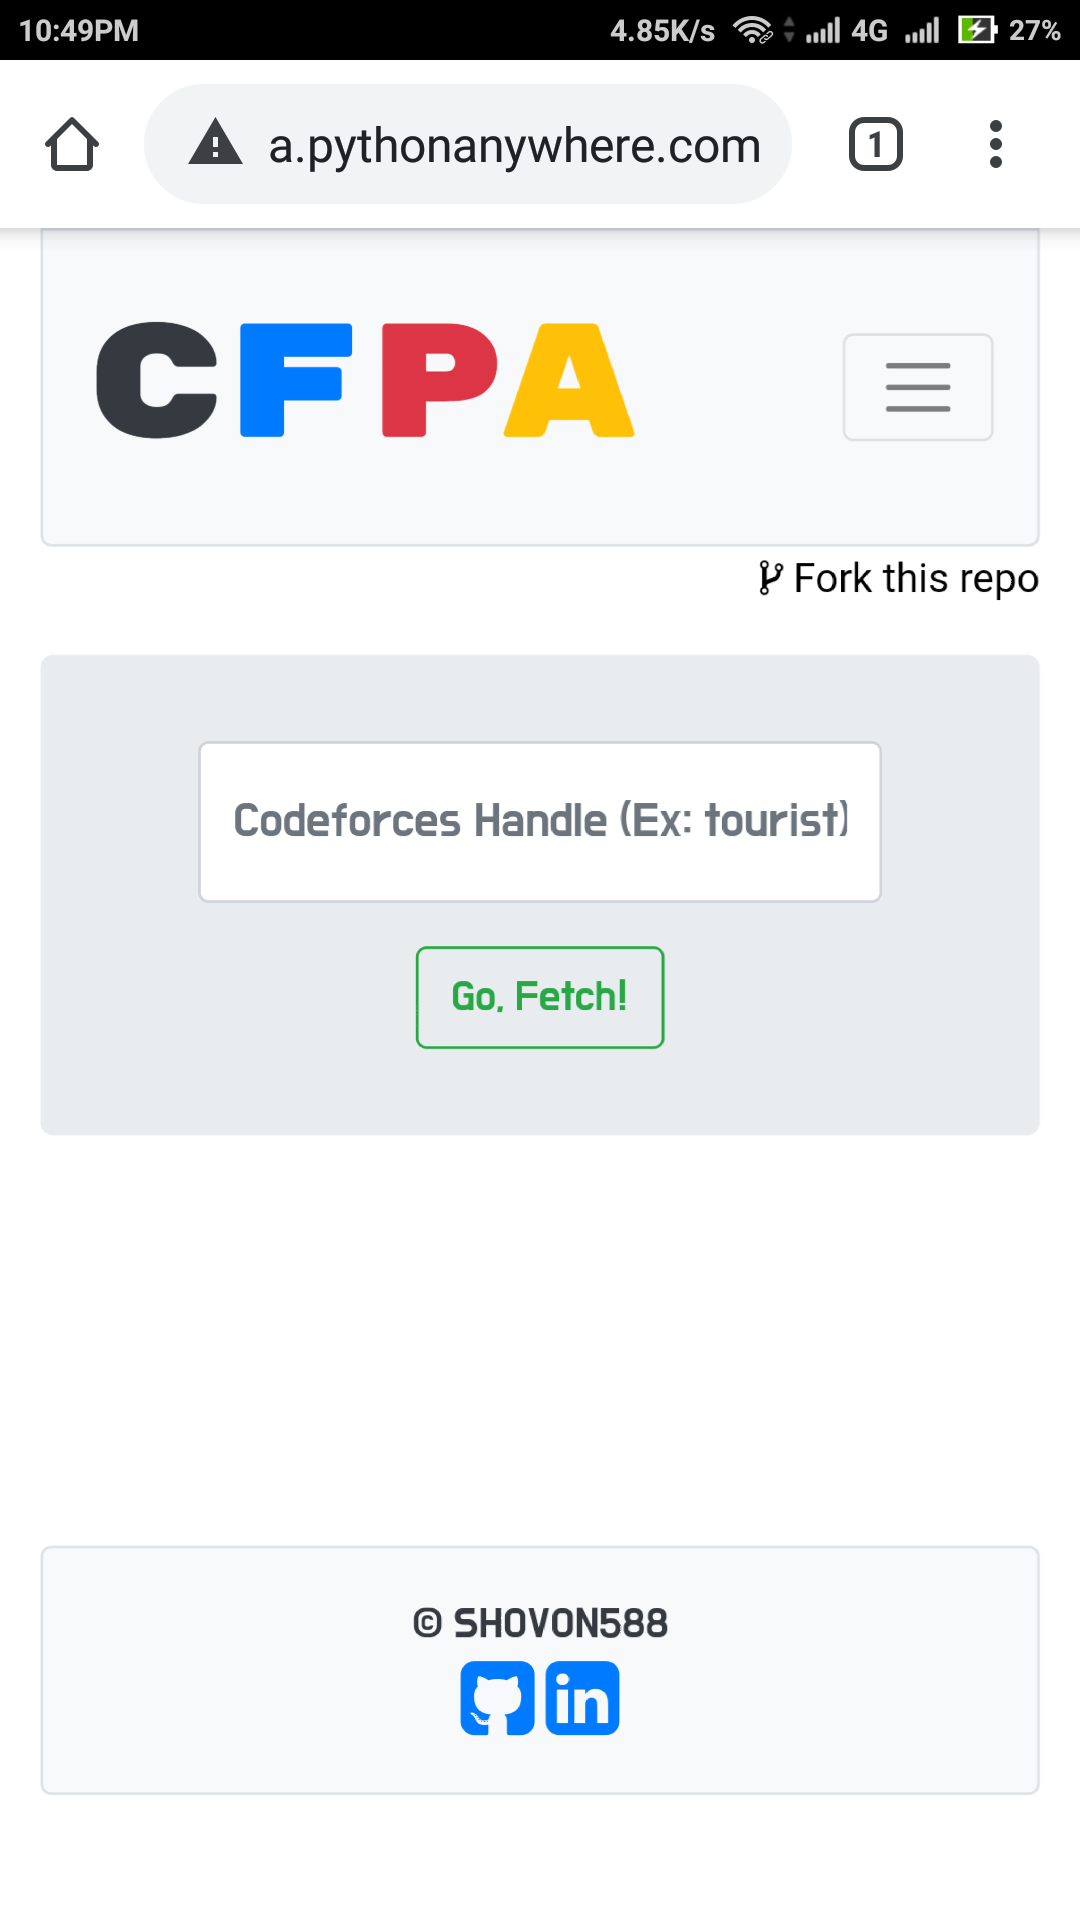 10:49PM 4.85K/s 4G 27%
a.pythonanywhere.com 1
CFPA
Fork this repo
Codeforces Handle (Ex: tourist)
Go, Fetch!
© SHOVON588
in